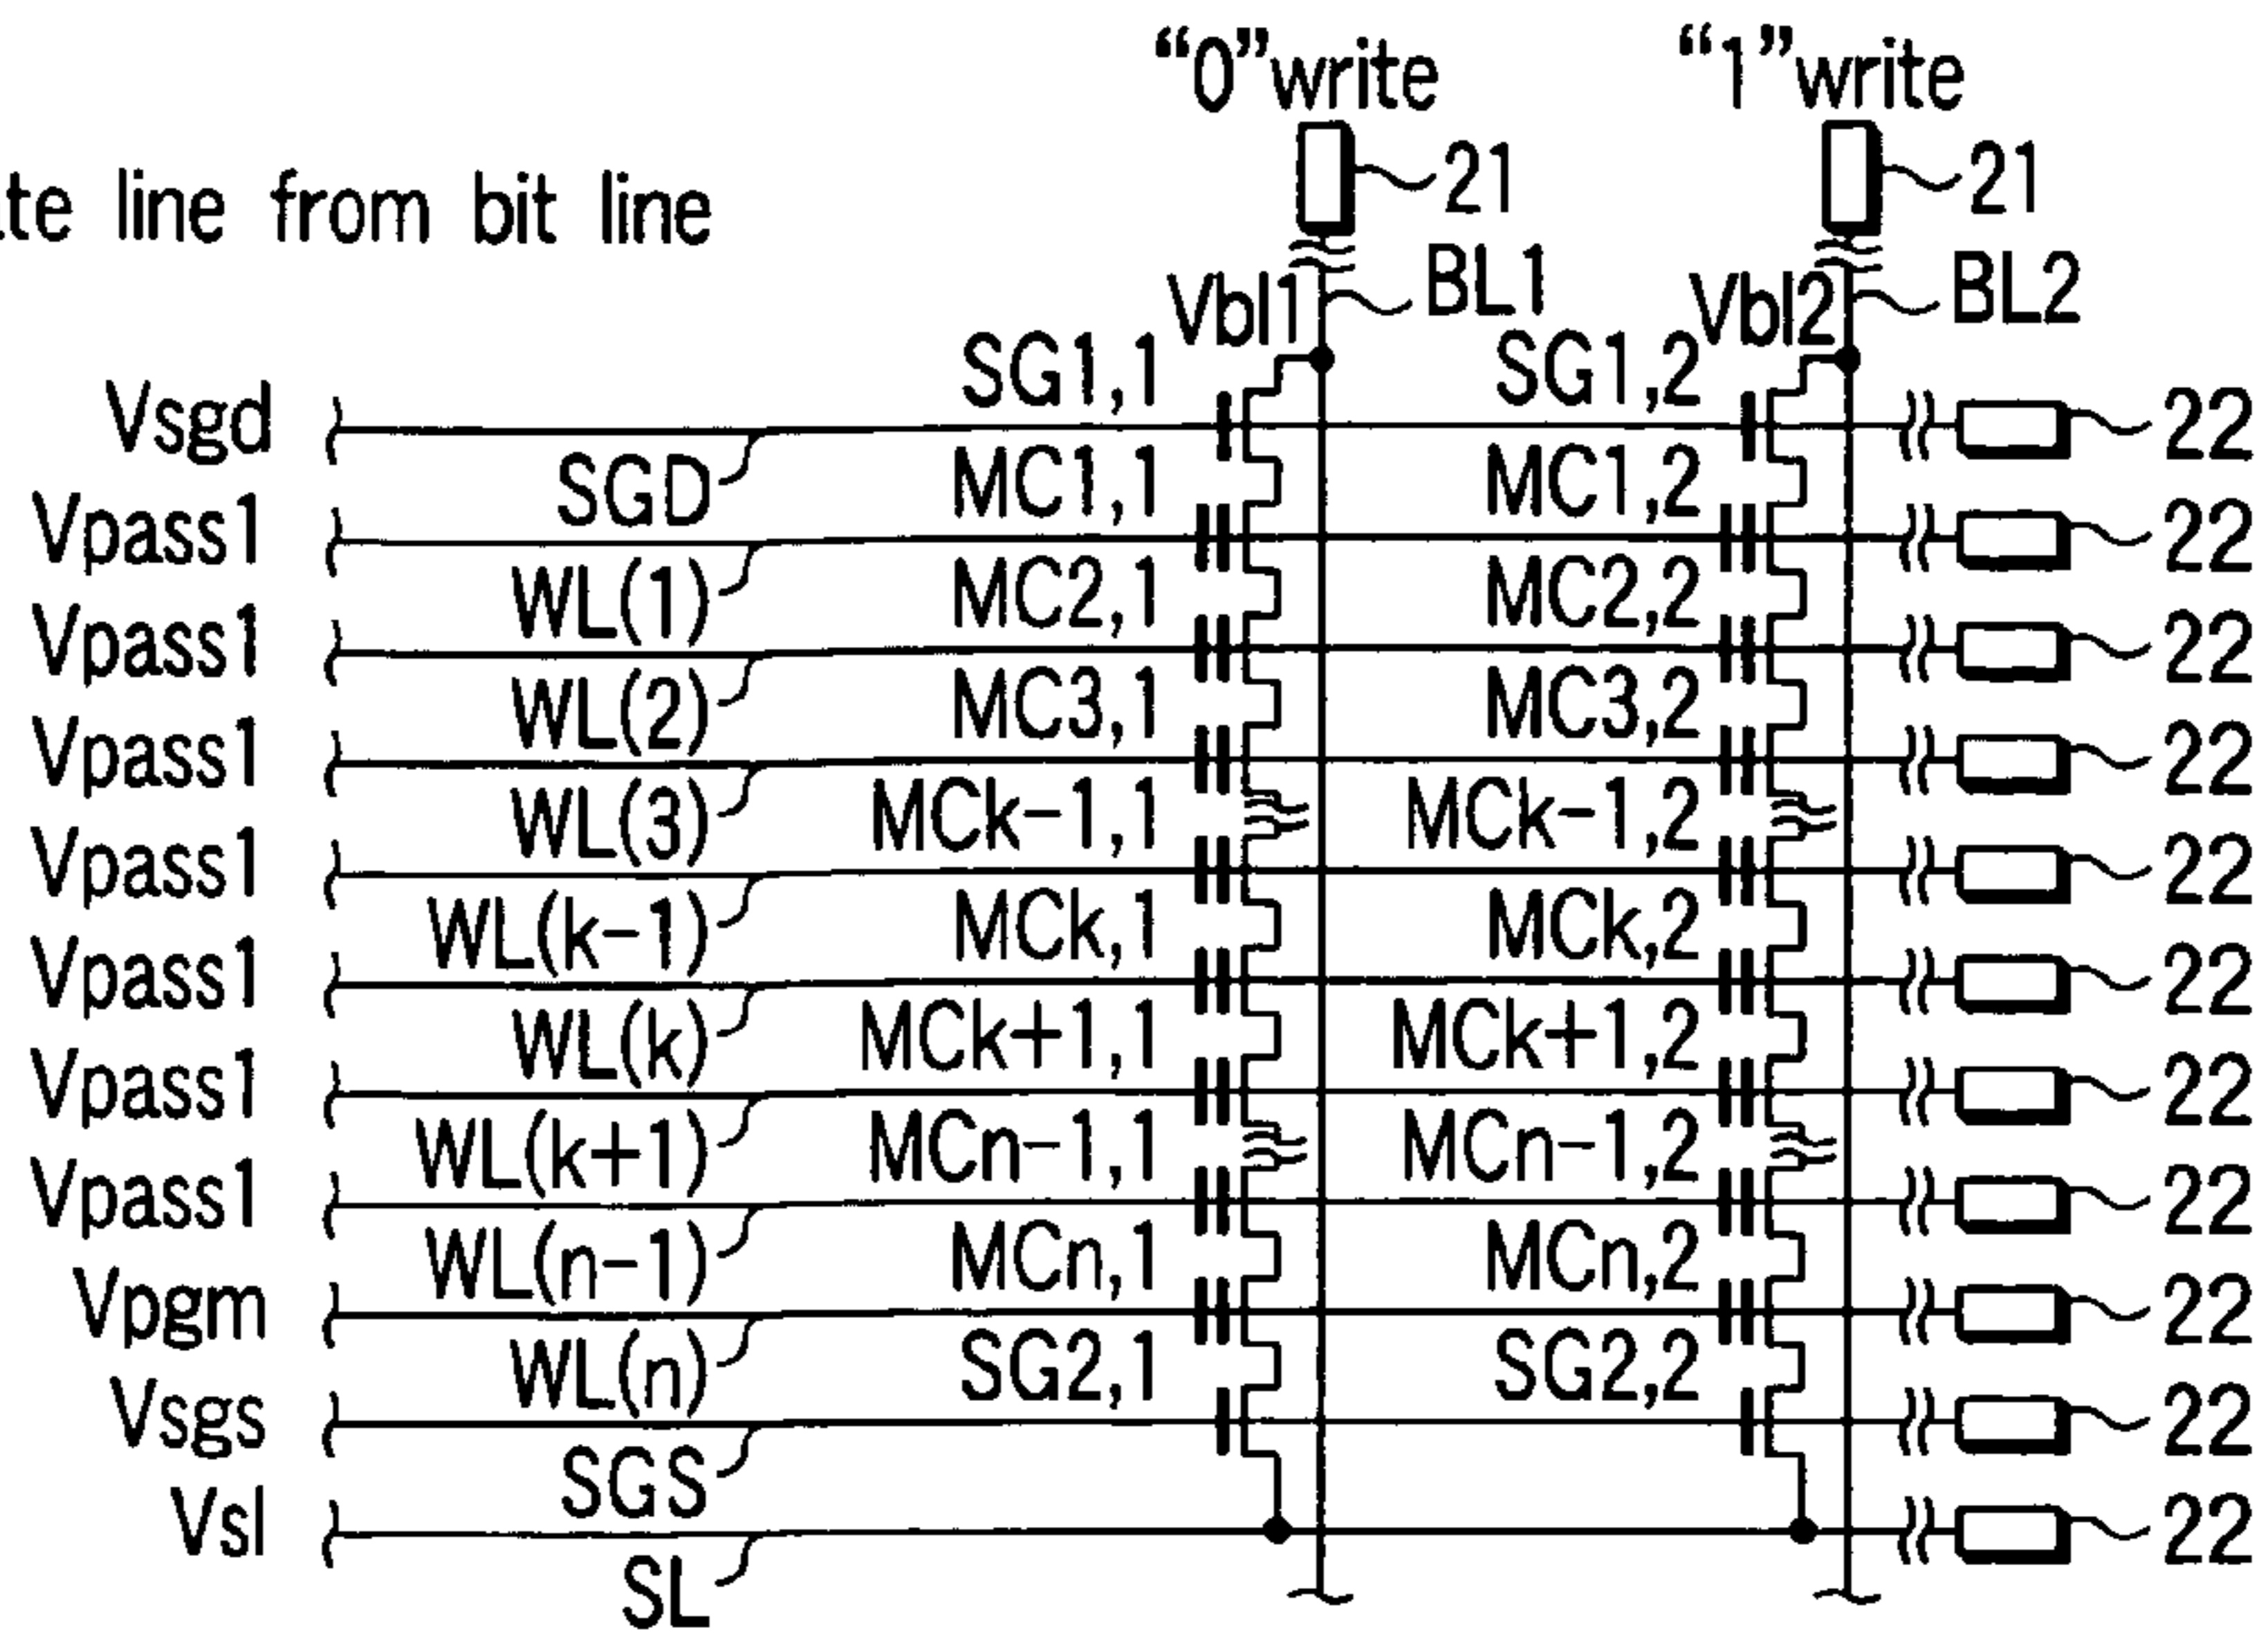 “0”write “1”write
21 21
te line from bit line
Vbl1 BL1 Vbl2 BL2
SG1,1 SG1,2
Vsgd SGD 22
MC1,1 MC1,2
Vpass1 WL(1) 22
MC2,1 MC2,2
Vpass1 WL(2) 22
MC3,1 MC3,2
Vpass1 WL(3) 22
MCk-1,1 MCk-1,2
Vpass1 WL(k-1) 22
MCk,1 MCk,2
Vpass1 WL(k) 22
MCk+1,1 MCk+1,2
Vpass1 WL(k+1) 22
MCn-1,1 MCn-1,2
Vpass1 WL(n-1) 22
MCn,1 MCn,2
Vpgm WL(n) 22
SG2,1 SG2,2
Vsgs SGS 22
Vsl SL 22